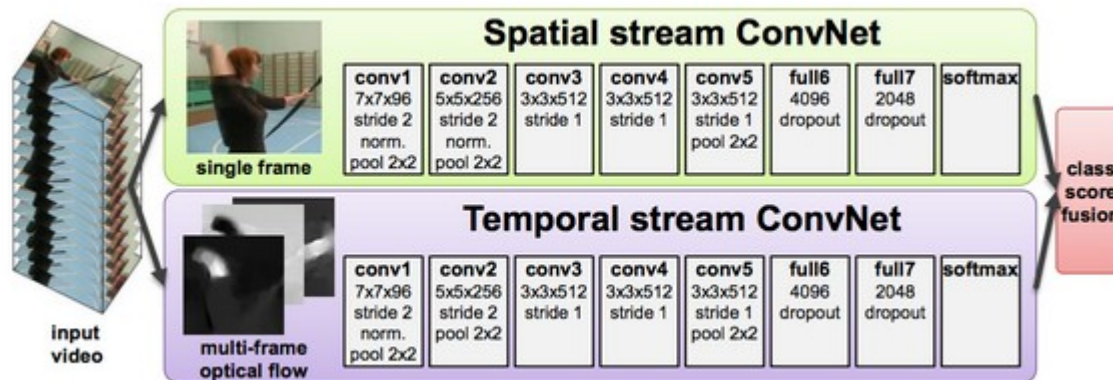 Spatial stream ConvNet
conv1
7x7x96
stride 2
norm.
pool 2x2
conv2
5x5x256
stride 2
norm.
pool 2x2
conv3
3x3x512
stride 1
conv4
3x3x512
stride 1
conv5
3x3x512
stride 1
pool 2x2
full6
4096
dropout
full7
2048
dropout
softmax
single frame
input
video
Temporal stream ConvNet
conv1
7x7x96
stride 2
norm.
pool 2x2
conv2
5x5x256
stride 2
pool 2x2
conv3
3x3x512
stride 1
conv4
3x3x512
stride 1
conv5
3x3x512
stride 1
pool 2x2
full6
4096
dropout
full7
2048
dropout
softmax
multi-frame
optical flow
class
score
fusion